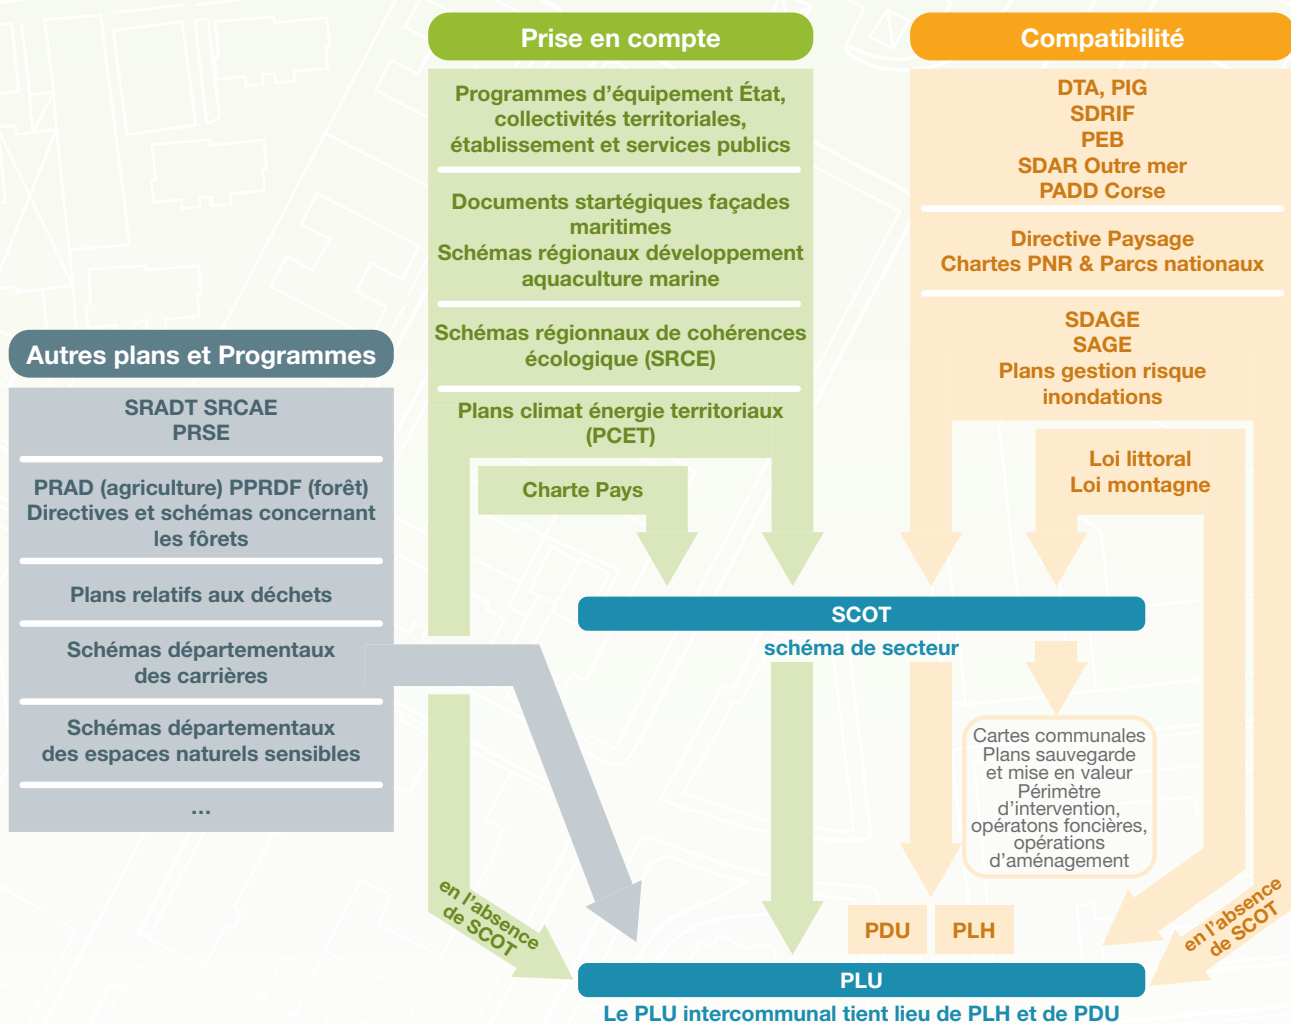 Prise en compte
Programmes d'équipement État,
collectivités territoriales,
établissement et services publics
Documents startégiques façades
maritimes
Schémas régionaux développement
aquaculture marine
Schémas régionnaux de cohérences
écologique (SRCE)
Plans climat énergie territoriaux
(PCET)
Charte Pays
Compatibilité
DTA, PIG
SDRIF
PEB
SDAR Outre mer
PADD Corse
Directive Paysage
Chartes PNR & Parcs nationaux
SDAGE
SAGE
Plans gestion risque
inondations
Loi littoral
Loi montagne
Autres plans et Programmes
SRADT SRCAE
PRSE
PRAD (agriculture) PPRDF (forêt)
Directives et schémas concernant
les fôrets
Plans relatifs aux déchets
Schémas départementaux
des carrières
Schémas départementaux
des espaces naturels sensibles
...
SCOT
schéma de secteur
Cartes communales
Plans sauvegarde
et mise en valeur
Périmètre
d'intervention,
opératons foncières,
opérations
d'aménagement
en l'absence
de SCOT
PDU
PLH
en l'absence
de SCOT
PLU
Le PLU intercommunal tient lieu de PLH et de PDU